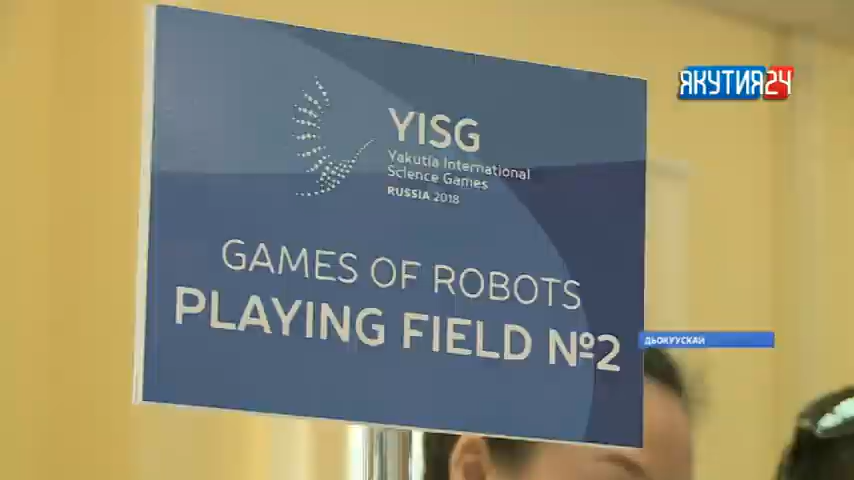 ЯКУТИЯ24
YISG
Yakutia International
Science Games
RUSSIA 2018
GAMES OF ROBOTS
PLAYING FIELD №2
ДЬОКУУСКАЙ